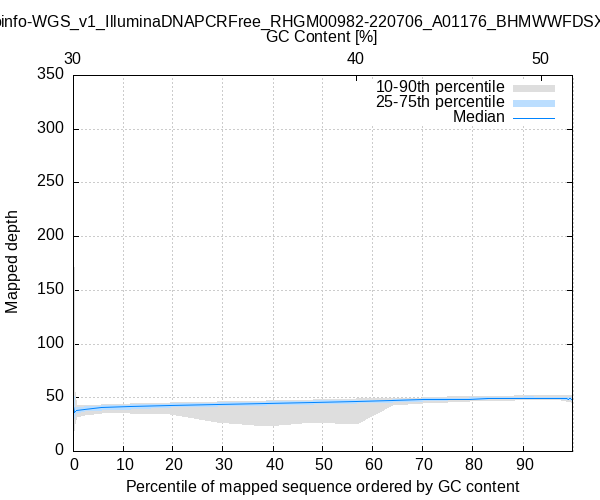 info-WGS_v1_IlluminaDNAPCRFree_RHGM00982-220706_A01176_BHMWWFDSX
GC Content [%]
30 40 50
350
300
250
200
150
100
50
0
Mapped depth
10-90th percentile
25-75th percentile
Median
0 10 20 30 40 50 60 70 80 90
Percentile of mapped sequence ordered by GC content